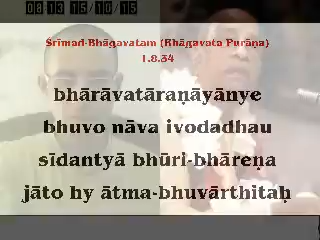 08:13 15/10/15
Śrīmad-Bhāgavatam (Bhāgavata Purāṇa)
1.8.34
bhārāvatāraṇāyānye
bhuvo nāva ivodadhau
sīdantyā bhūri-bhāreṇa
jāto hy ātma-bhuvārthitaḥ